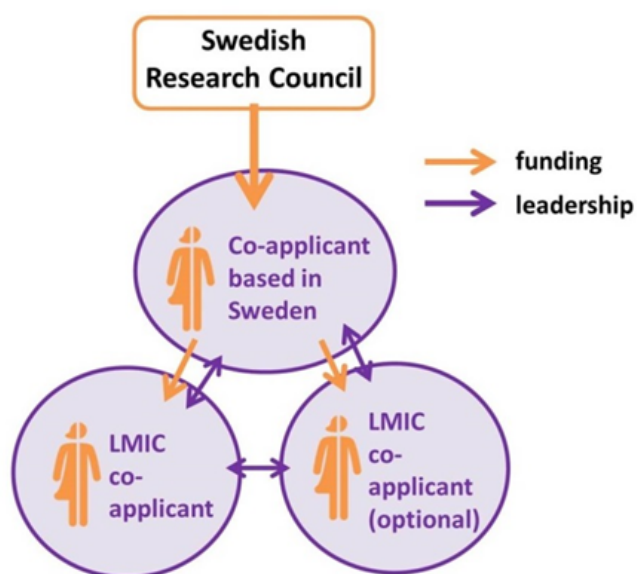 Swedish
Research Council
funding
leadership
Co-applicant
based in
Sweden
LMIC
co-
applicant
LMIC
co-
applicant
(optional)